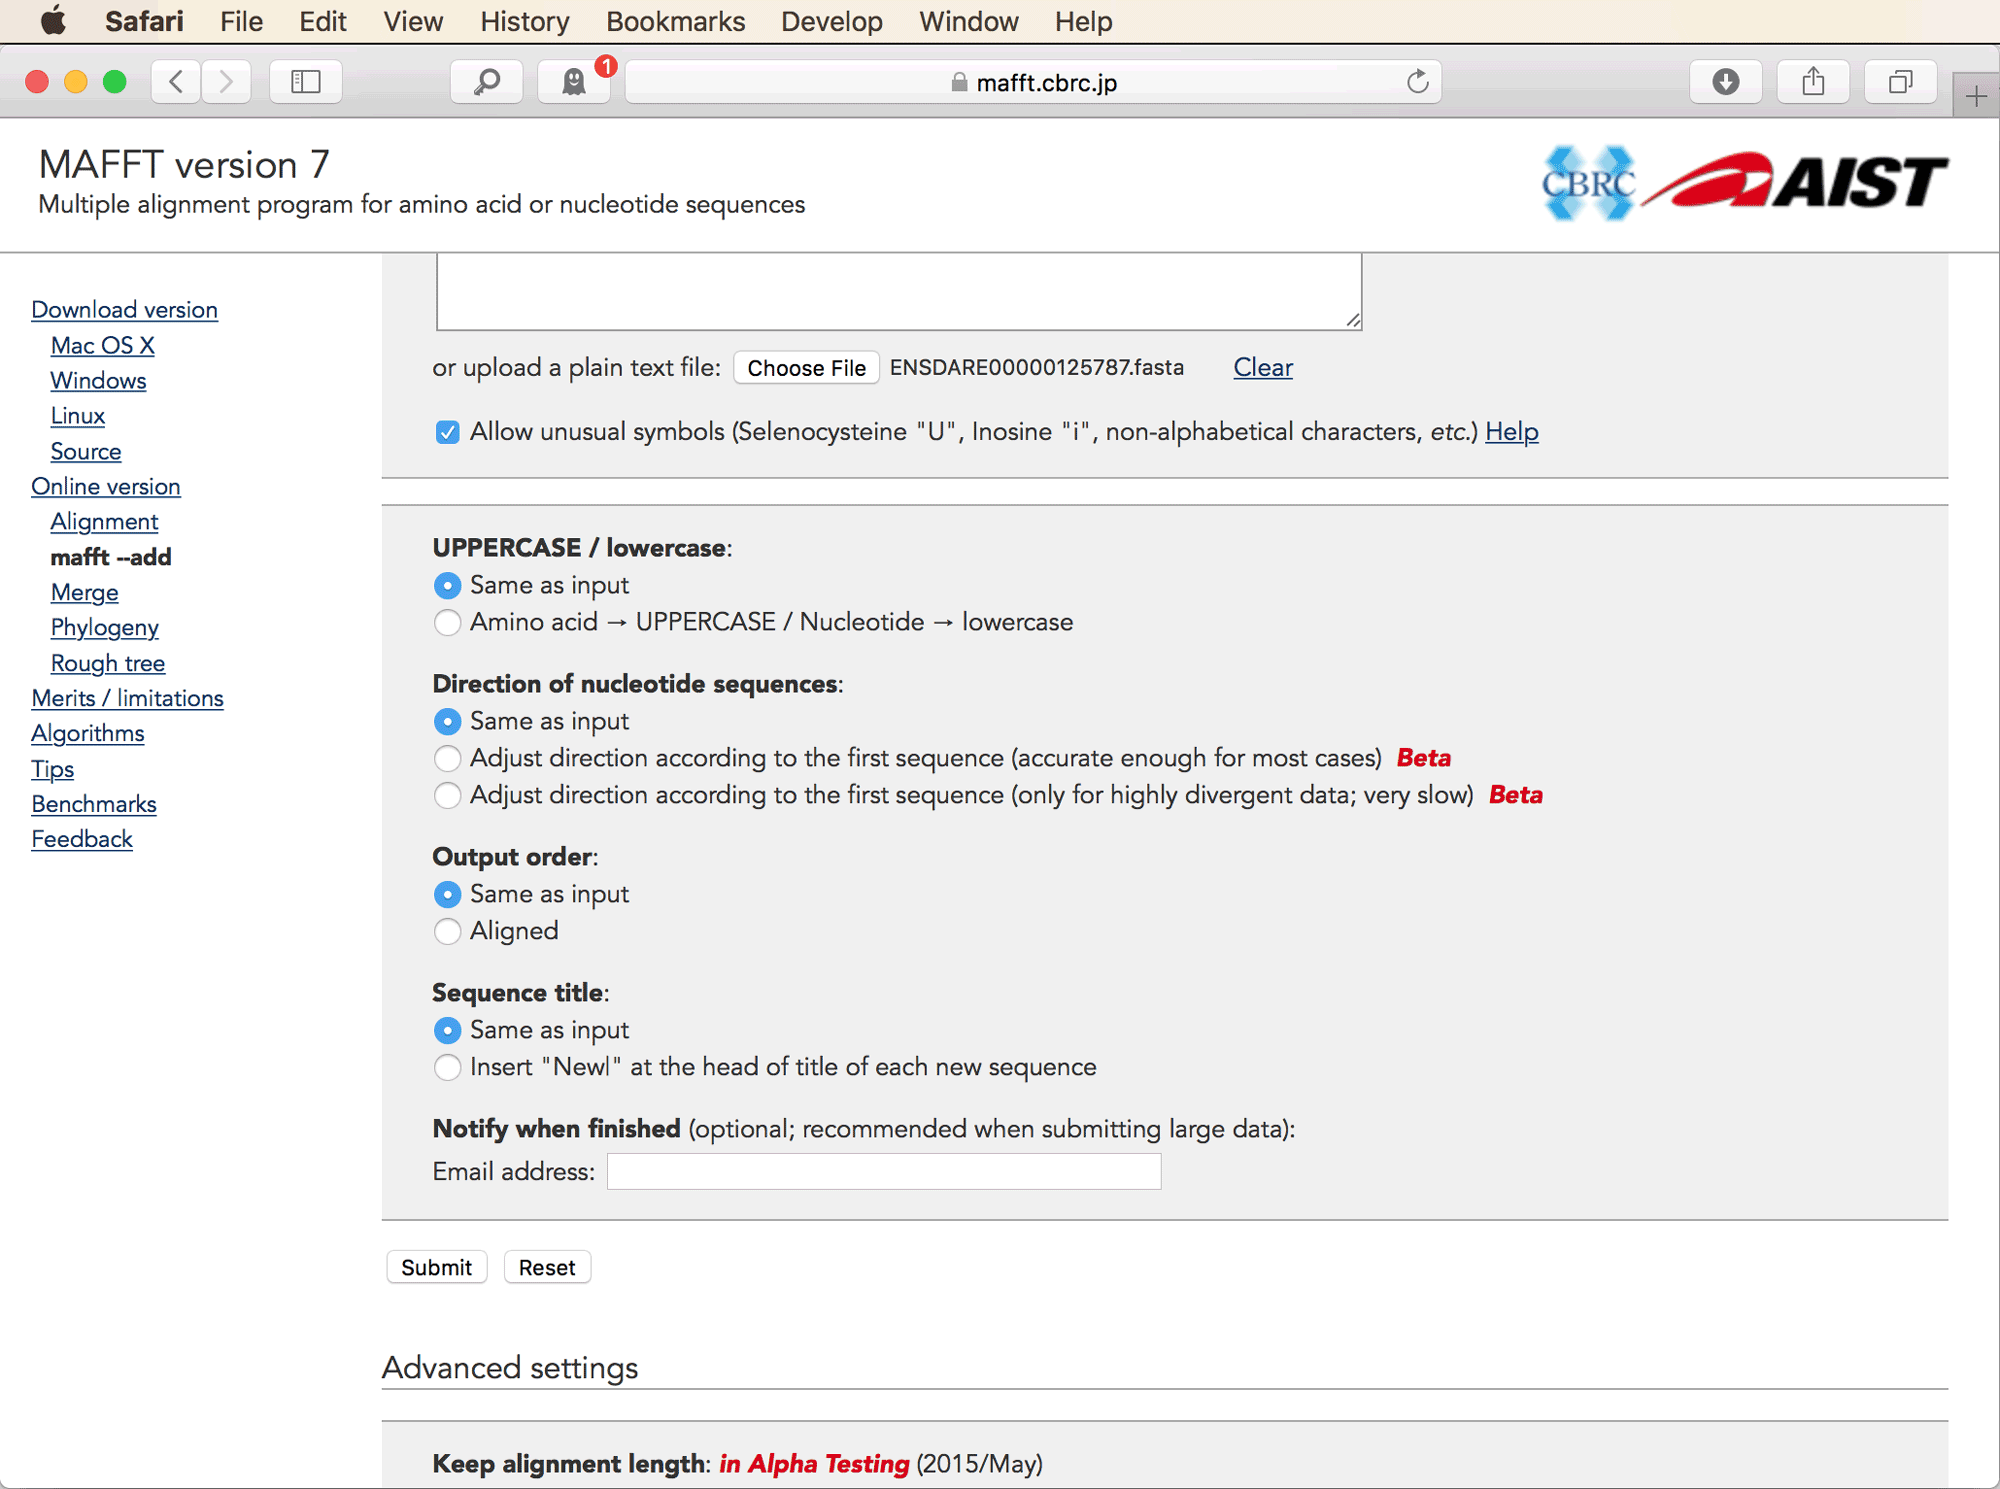 Safari File Edit View History Bookmarks Develop Window Help
1
mafft.cbrc.jp
MAFFT version 7
Multiple alignment program for amino acid or nucleotide sequences
CBRC AIST
Download version
Mac OS X
Windows
Linux
Source
Online version
Alignment
mafft --add
Merge
Phylogeny
Rough tree
Merits / limitations
Algorithms
Tips
Benchmarks
Feedback
or upload a plain text file: Choose File ENSDARE00000125787.fasta Clear
Allow unusual symbols (Selenocysteine "U", Inosine "i", non-alphabetical characters, etc.) Help
UPPERCASE / lowercase:
Same as input
Amino acid → UPPERCASE / Nucleotide → lowercase
Direction of nucleotide sequences:
Same as input
Adjust direction according to the first sequence (accurate enough for most cases) Beta
Adjust direction according to the first sequence (only for highly divergent data; very slow) Beta
Output order:
Same as input
Aligned
Sequence title:
Same as input
Insert "New|" at the head of title of each new sequence
Notify when finished (optional; recommended when submitting large data):
Email address:
Submit Reset
Advanced settings
Keep alignment length: in Alpha Testing (2015/May)